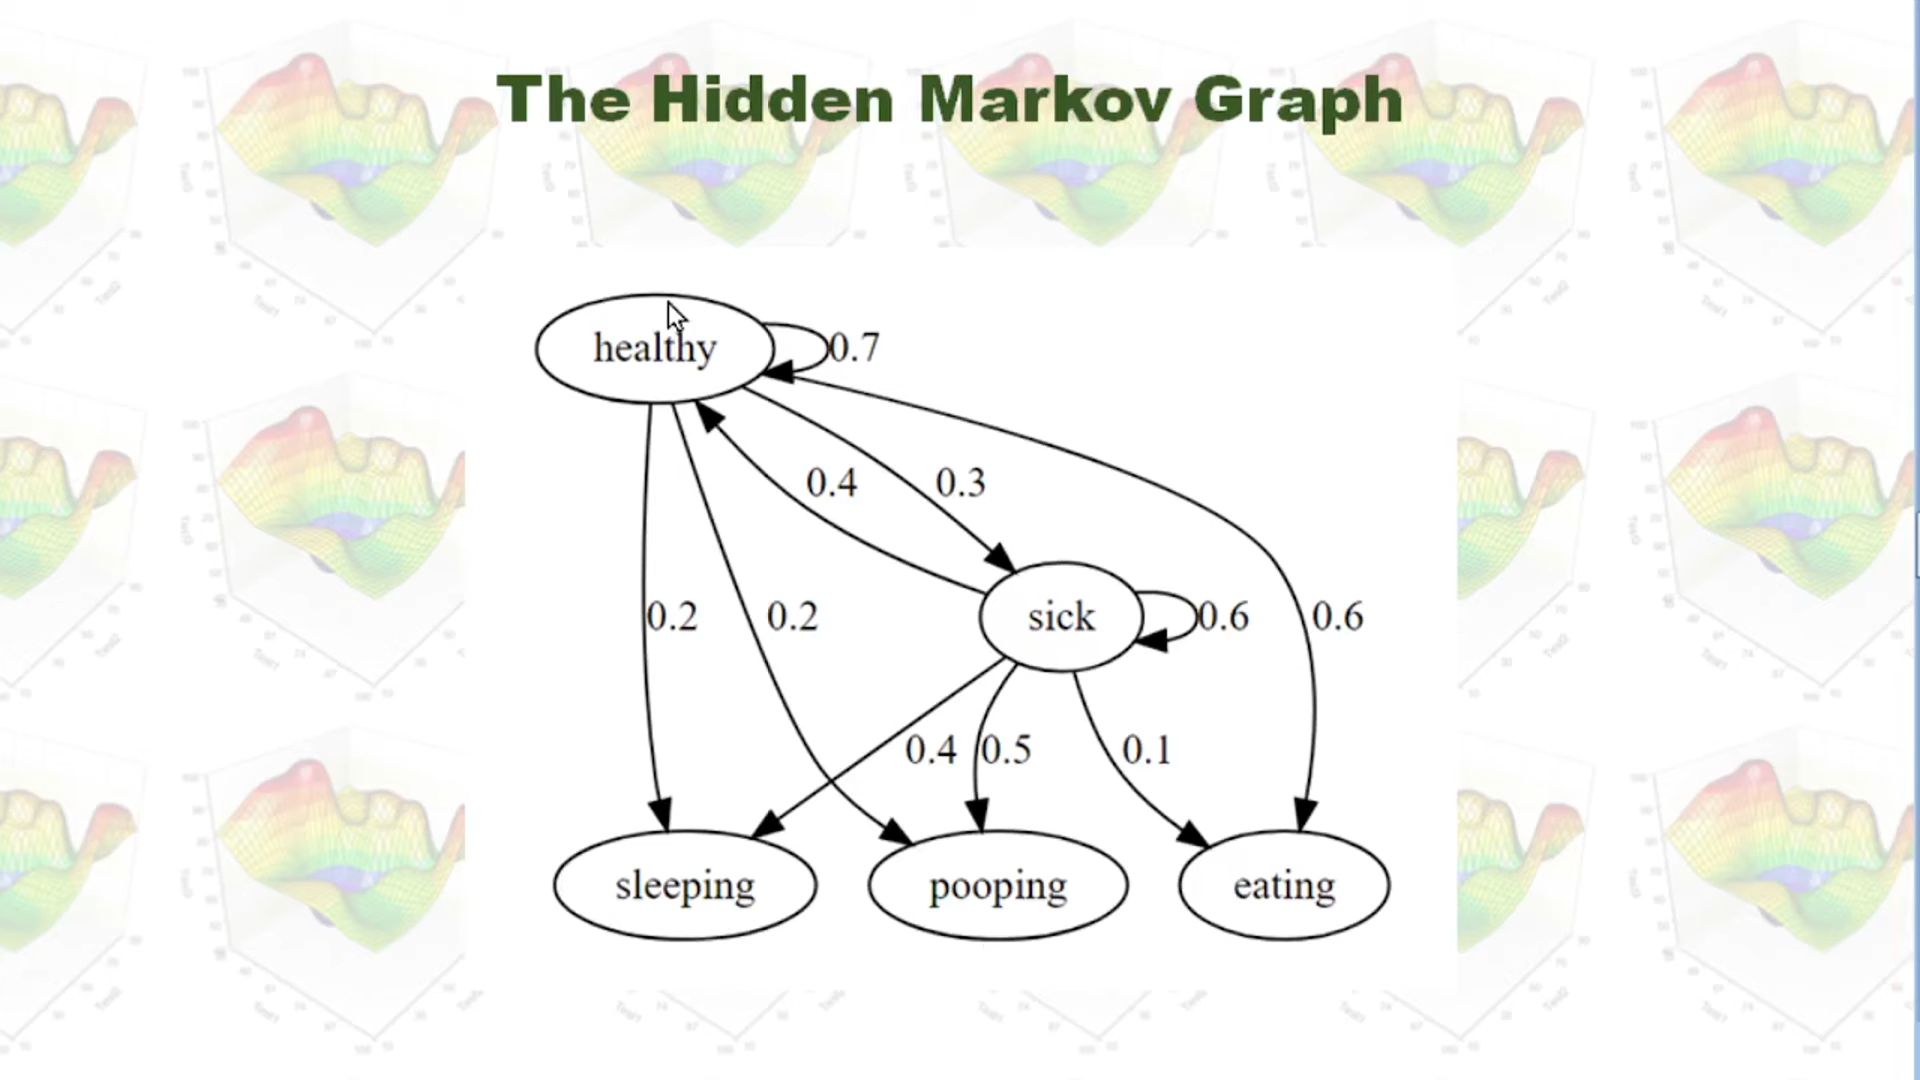 The Hidden Markov Graph
healthy
0.7
0.4
0.3
0.2
0.2
sick
0.6
0.6
0.4
0.5
0.1
sleeping
pooping
eating